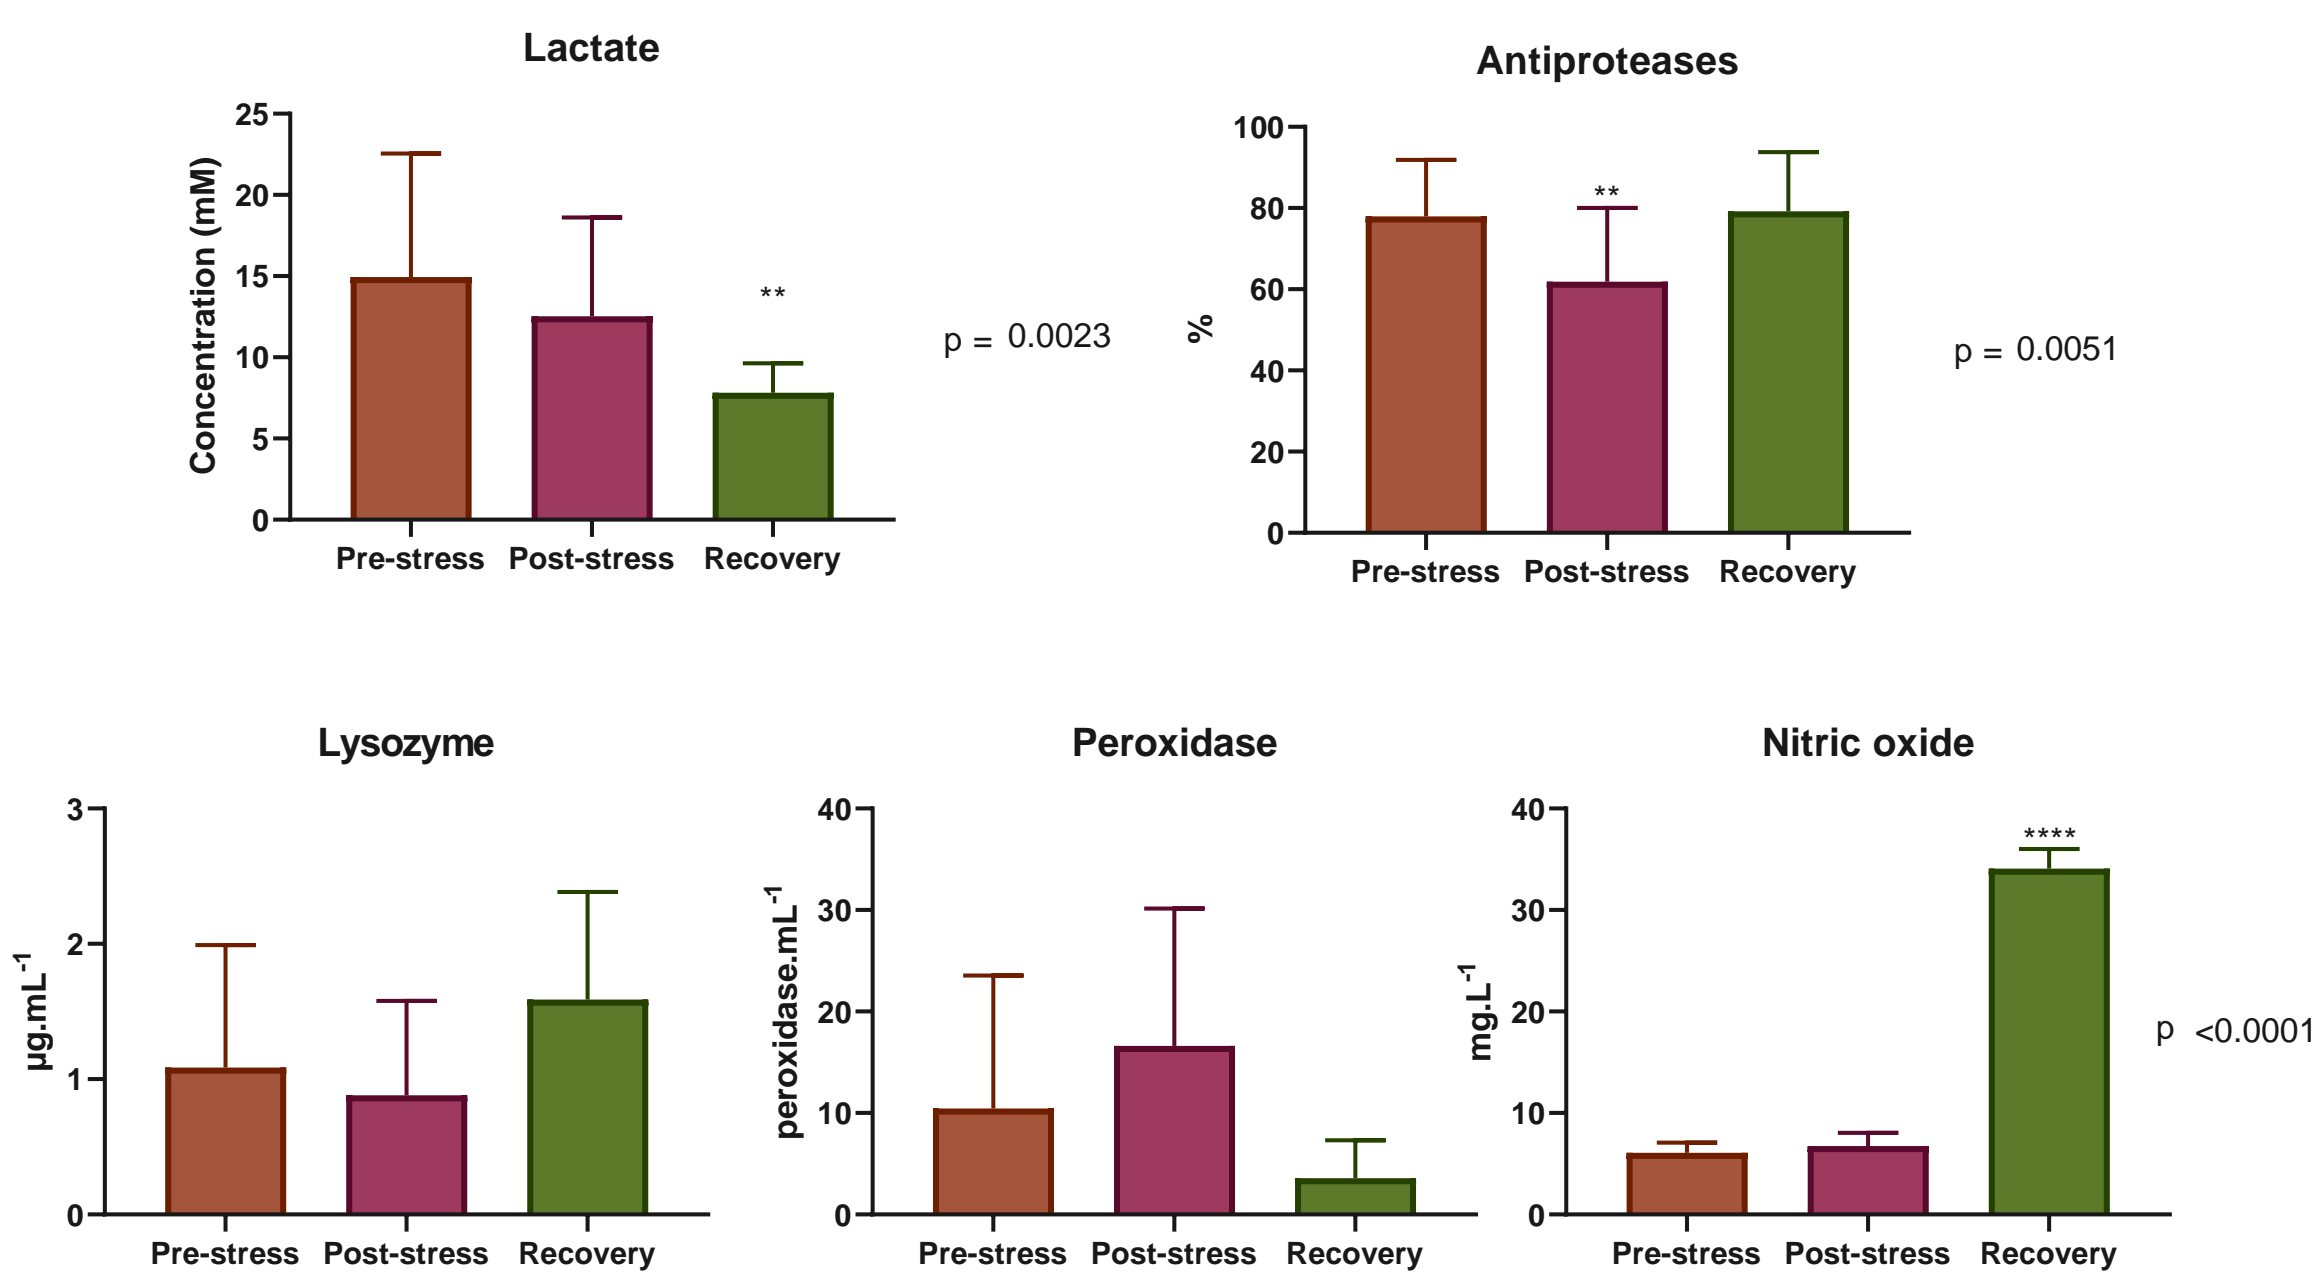 Lactate
Concentration (mM)
25
20
15
10
5
0
**
Pre-stress Post-stress Recovery
p = 0.0023
Antiproteases
%
100
80
60
40
20
0
**
Pre-stress Post-stress Recovery
p = 0.0051
Lysozyme
µg.mL⁻¹
3
2
1
0
Pre-stress Post-stress Recovery
Peroxidase
peroxidase.mL⁻¹
40
30
20
10
0
Pre-stress Post-stress Recovery
Nitric oxide
mg.L⁻¹
40
30
20
10
0
****
Pre-stress Post-stress Recovery
p <0.0001